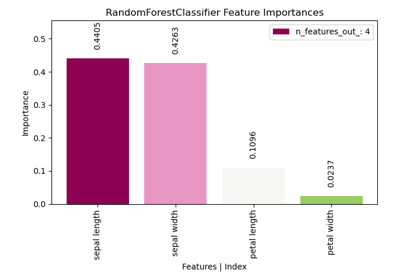 RandomForestClassifier Feature Importances
n_features_out_: 4
Importance
0.5
0.4
0.3
0.2
0.1
0.0
0.4405
0.4263
0.1096
0.0237
sepal length
sepal width
petal length
petal width
Features | Index